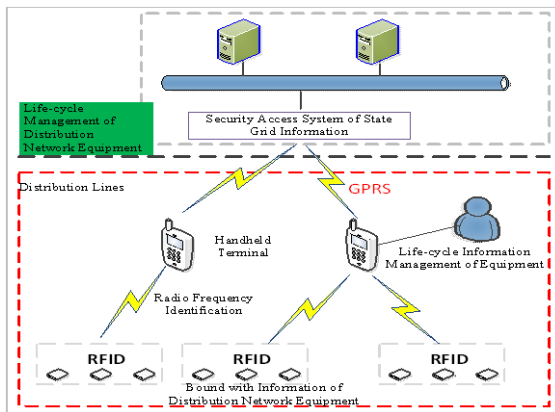 Life-cycle
Management of
Distribution
Network Equipment
Security Access System of State
Grid Information
Distribution Lines
GPRS
Handheld
Terminal
Life-cycle Information
Management of Equipment
Radio Frequency
Identification
RFID
RFID
RFID
Bound with Information of
Distribution Network Equipment